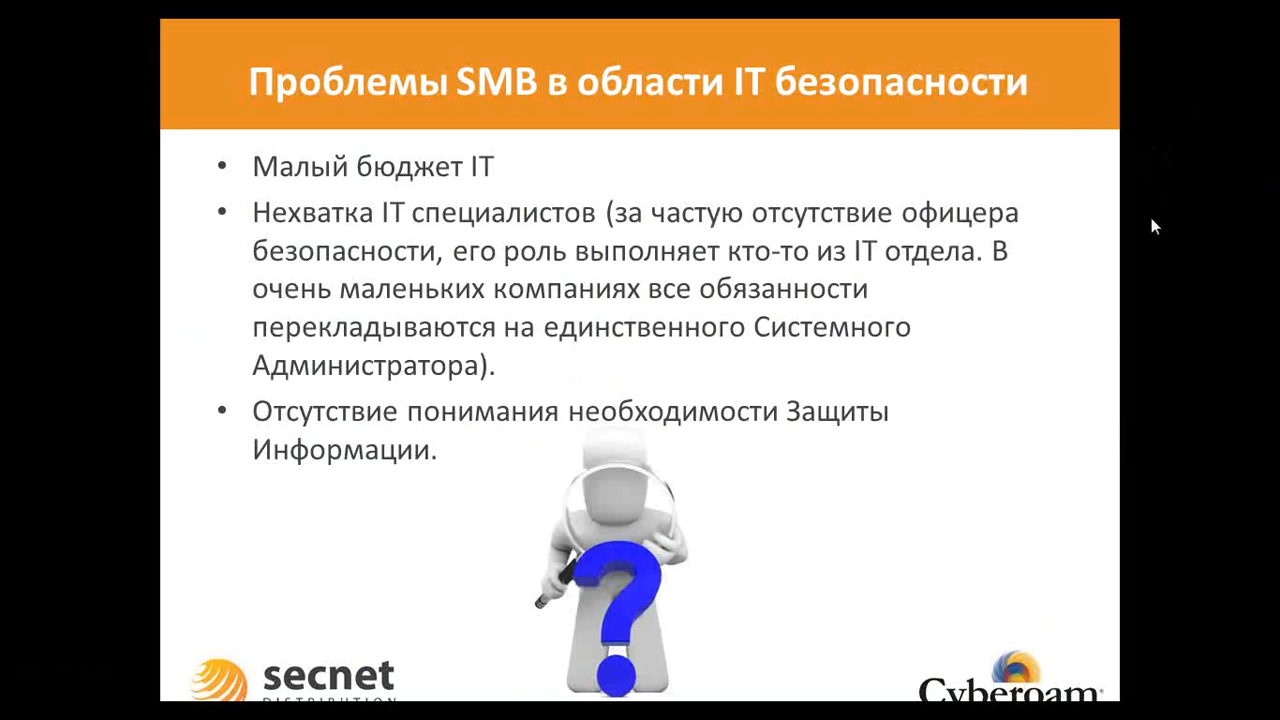 Проблемы SMB в области IT безопасности
• Малый бюджет IT
• Нехватка IT специалистов (за частую отсутствие офицера
безопасности, его роль выполняет кто-то из IT отдела. В
очень маленьких компаниях все обязанности
перекладываются на единственного Системного
Администратора).
• Отсутствие понимания необходимости Защиты
Информации.
secnet
DISTRIBUTION
Cyberoam